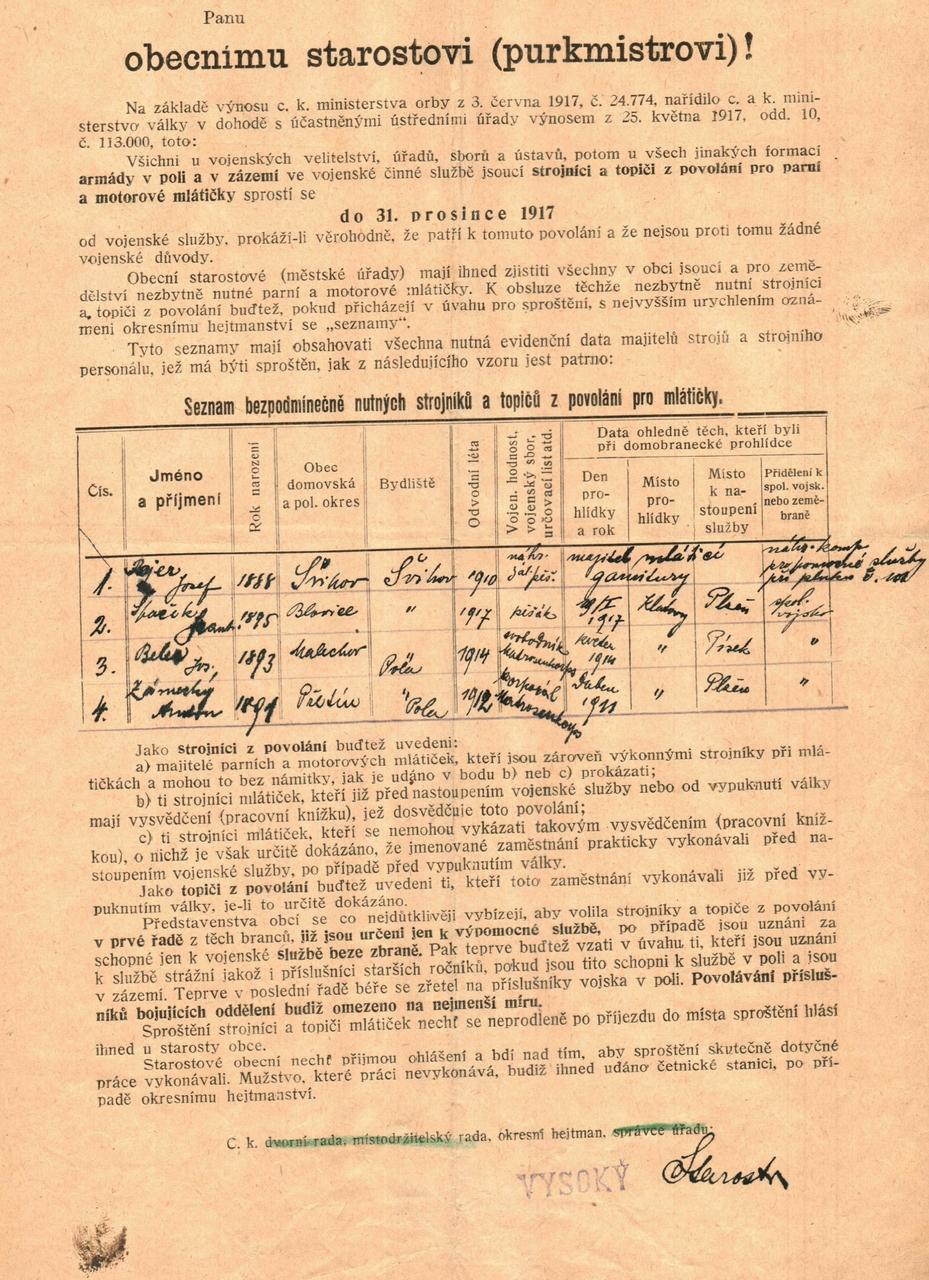 Panu
obecnímu starostovi (purkmistrovi)!
Na základě výnosu c. k. ministerstva orby z 3. června 1917, č. 24.774, nařídilo c. a k. mini-
sterstvo války v dohodě s účastněnými ústředními úřady výnosem z 25. května 1917, odd. 10,
č. 113.000, toto:
Všichni u vojenských velitelství, úřadů, sborů a ústavů, potom u všech jinakých formací
armády v poli a v zázemí ve vojenské činné službě jsoucí strojníci a topiči z povolání pro parní
a motorové mlátičky sprostí se
do 31. prosince 1917
od vojenské služby, prokáží-li věrohodně, že patří k tomuto povolání a že nejsou proti tomu žádné
vojenské důvody.
Obecní starostové (městské úřady) mají ihned zjistiti všechny v obci jsoucí a pro země-
dělství nezbytně nutné parní a motorové mlátičky. K obsluze těchže nezbytně nutní strojníci
a topiči z povolání buďtež, pokud přicházejí v úvahu pro sproštění, s nejvyšším urychlením ozná-
meni okresnímu hejtmanství se „seznamy".
Tyto seznamy mají obsahovati všechna nutná evidenční data majitelů strojů a strojního
personálu, jež má býti sproštěn, jak z následujícího vzoru jest patrno:
Seznam bezpodmínečně nutných strojníků a topičů z povolání pro mlátičky.
Čís.
Jméno
a příjmení
Rok narození
Obec
domovská
a pol. okres
Bydliště
Odvodní léta
Vojen. hodnost,
vojenský sbor,
určovací list atd.
Data ohledně těch, kteří byli
při domobranecké prohlídce
Den
pro-
hlídky
a rok
Místo
pro-
hlídky
Místo
k na-
stoupení
služby
Přidělení k
spol. vojsk.
nebo země-
braně
1. Josef 1888 Švihov Švihov 1910 majitel mlátící garnitury
2. 1895 Blovice " 1917 pěšák 1917 Klatovy Plzeň spol. vojsko
3. Jos. 1893 Malechov Pola 1914 svobodník Matrosenkorps květen 1914 " Písek "
4. Zámecký Anton 1891 Přeštín " Pola 1912 korporál Matrosenkorps duben 1911 " Plzeň "
Jako strojníci z povolání buďtež uvedeni:
a) majitelé parních a motorových mlátiček, kteří jsou zároveň výkonnými strojníky při mlá-
tičkách a mohou to bez námitky, jak je udáno v bodu b) neb c) prokázati;
b) ti strojníci mlátiček, kteří již před nastoupením vojenské služby nebo od vypuknutí války
mají vysvědčení (pracovní knížku), jež dosvědčuje toto povolání;
c) ti strojníci mlátiček, kteří se nemohou vykázati takovým vysvědčením (pracovní kníž-
kou), o nichž je však určitě dokázáno, že jmenované zaměstnání prakticky vykonávali před na-
stoupením vojenské služby, po případě před vypuknutím války.
Jako topiči z povolání buďtež uvedeni ti, kteří toto zaměstnání vykonávali již před vy-
puknutím války, je-li to určitě dokázáno.
Představenstva obcí se co nejdůtklivěji vybízejí, aby volila strojníky a topiče z povolání
v prvé řadě z těch branců, již jsou určeni jen k výpomocné službě, po případě jsou uznáni za
schopné jen k vojenské službě beze zbraně. Pak teprve buďtež vzati v úvahu ti, kteří jsou uznáni
k službě strážní jakož i příslušníci starších ročníků, pokud jsou tito schopni k službě v poli a jsou
v zázemí. Teprve v poslední řadě béře se zřetel na příslušníky vojska v poli. Povolávání přísluš-
níků bojujících oddělení budiž omezeno na nejmenší míru.
Sproštění strojníci a topiči mlátiček nechť se neprodleně po příjezdu do místa sproštění hlásí
ihned u starosty obce.
Starostové obecní nechť přijmou ohlášení a bdí nad tím, aby sproštění skutečně dotyčné
práce vykonávali. Mužstvo, které práci nevykonává, budiž ihned udáno četnické stanici, po pří-
padě okresnímu hejtmanství.
C. k. dvorní rada, místodržitelský rada, okresní hejtman, správce úřadu:
VYSOKÝ
Starosta